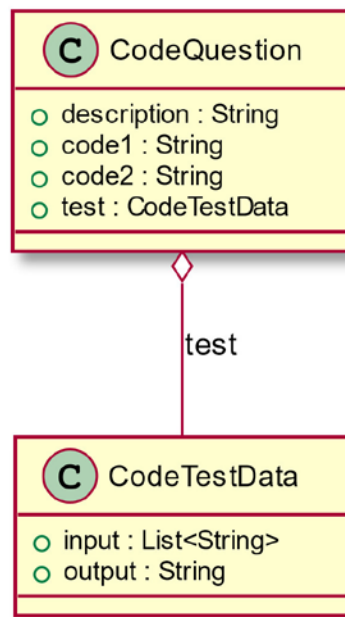 C CodeQuestion
description : String
code1 : String
code2 : String
test : CodeTestData
test
C CodeTestData
input : List<String>
output : String